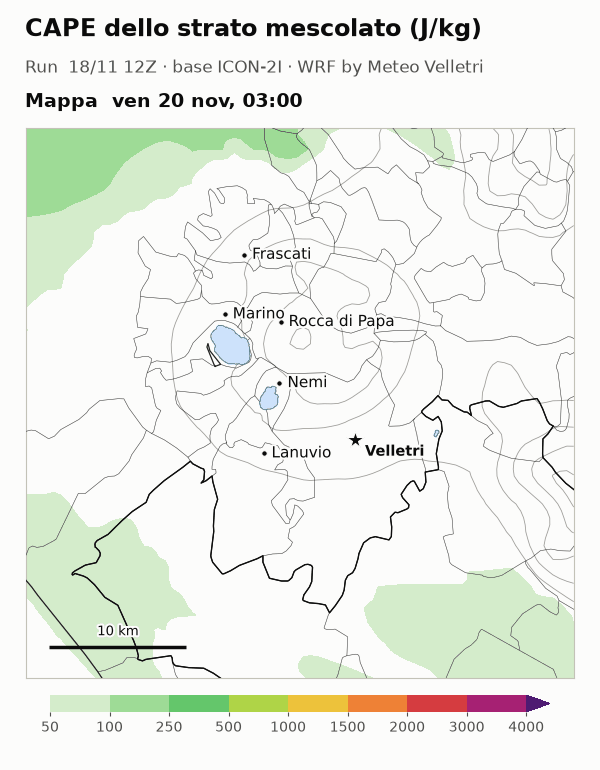 CAPE dello strato mescolato (J/kg)
Run  18/11 12Z · base ICON-2I · WRF by Meteo Velletri
Mappa  ven 20 nov, 03:00
Frascati
Marino
Rocca di Papa
Nemi
Velletri
Lanuvio
10 km
50 100 250 500 1000 1500 2000 3000 4000